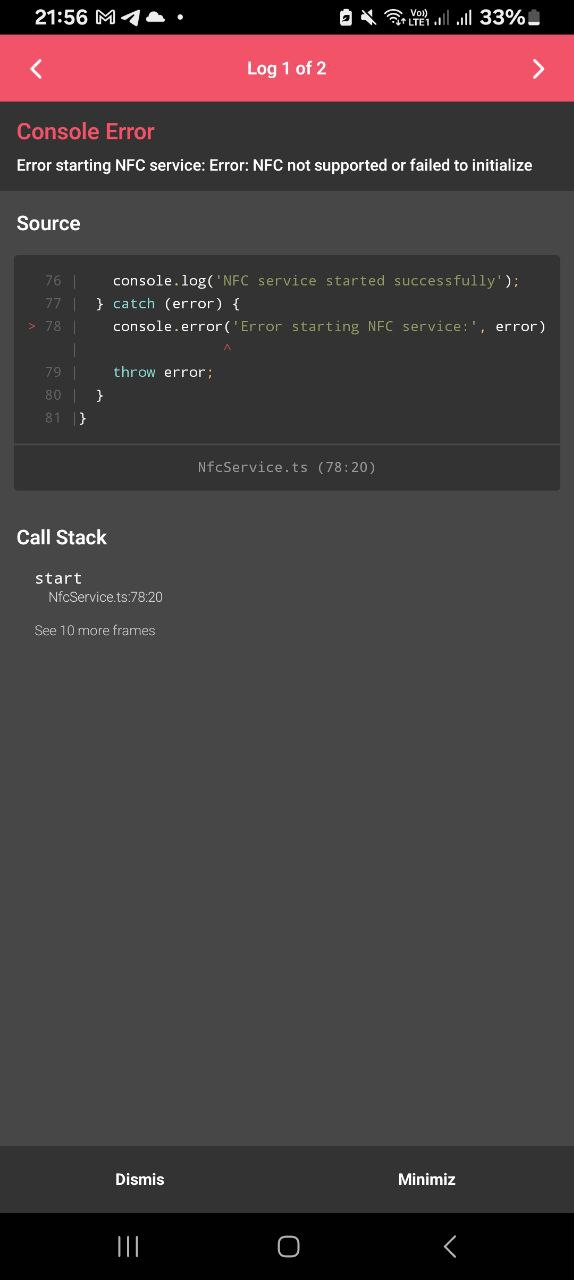 21:56
Vo))
LTE1
33%
Log 1 of 2
Console Error
Error starting NFC service: Error: NFC not supported or failed to initialize
Source
76 |     console.log('NFC service started successfully');
77 |   } catch (error) {
> 78 |     console.error('Error starting NFC service:', error)
|                  ^
79 |     throw error;
80 |   }
81 |}
NfcService.ts (78:20)
Call Stack
start
NfcService.ts:78:20
See 10 more frames
Dismis
Minimiz